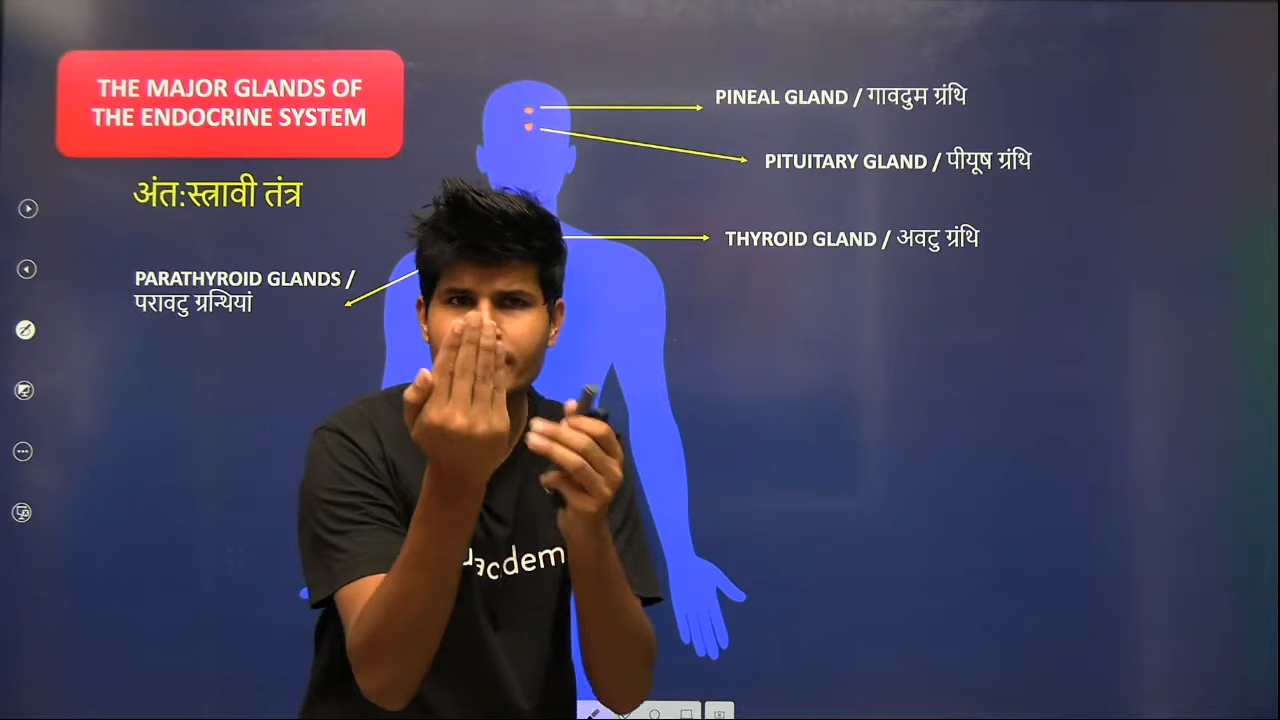 THE MAJOR GLANDS OF
THE ENDOCRINE SYSTEM
अंत:स्त्रावी तंत्र
PINEAL GLAND / गावदुम ग्रंथि
PITUITARY GLAND / पीयूष ग्रंथि
THYROID GLAND / अवटु ग्रंथि
PARATHYROID GLANDS /
परावटु ग्रन्थियां